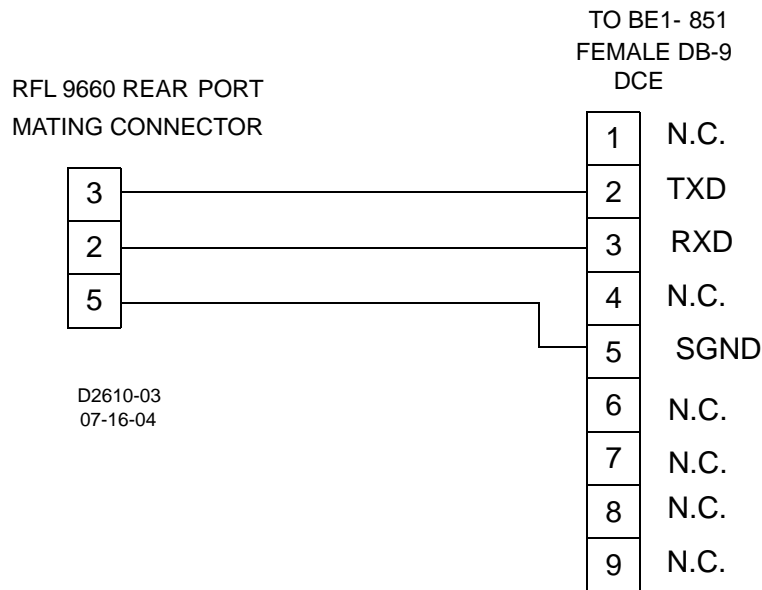 TO BE1- 851
FEMALE DB-9
DCE
RFL 9660 REAR PORT
MATING CONNECTOR
3
2
5
1 N.C.
2 TXD
3 RXD
4 N.C.
5 SGND
6 N.C.
7 N.C.
8 N.C.
9 N.C.
D2610-03
07-16-04